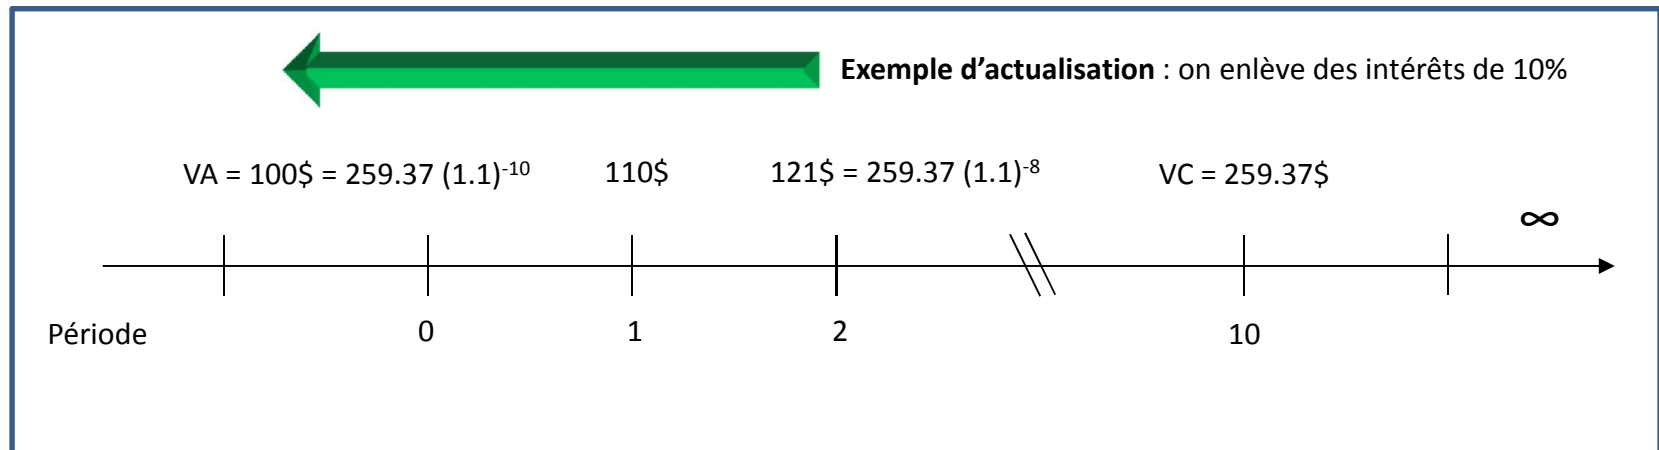 Exemple d'actualisation : on enlève des intérêts de 10%
VA = 100$ = 259.37 (1.1)⁻¹⁰ 110$ 121$ = 259.37 (1.1)⁻⁸ VC = 259.37$
∞
Période 0 1 2 10